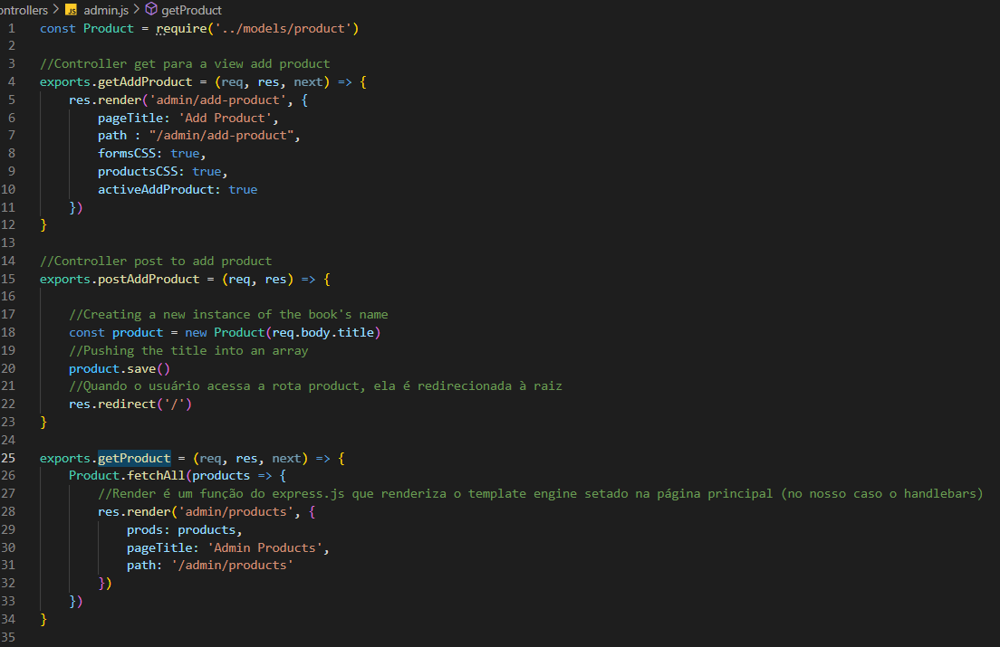 ontrollers > JS admin.js > getProduct
1 const Product = require('../models/product')
2
3 //Controller get para a view add product
4 exports.getAddProduct = (req, res, next) => {
5     res.render('admin/add-product', {
6         pageTitle: 'Add Product',
7         path : "/admin/add-product",
8         formsCSS: true,
9         productsCSS: true,
10         activeAddProduct: true
11     })
12 }
13
14 //Controller post to add product
15 exports.postAddProduct = (req, res) => {
16
17     //Creating a new instance of the book's name
18     const product = new Product(req.body.title)
19     //Pushing the title into an array
20     product.save()
21     //Quando o usuário acessa a rota product, ela é redirecionada à raiz
22     res.redirect('/')
23 }
24
25 exports.getProduct = (req, res, next) => {
26     Product.fetchAll(products => {
27         //Render é um função do express.js que renderiza o template engine setado na página principal (no nosso caso o handlebars)
28         res.render('admin/products', {
29             prods: products,
30             pageTitle: 'Admin Products',
31             path: '/admin/products'
32         })
33     })
34 }
35